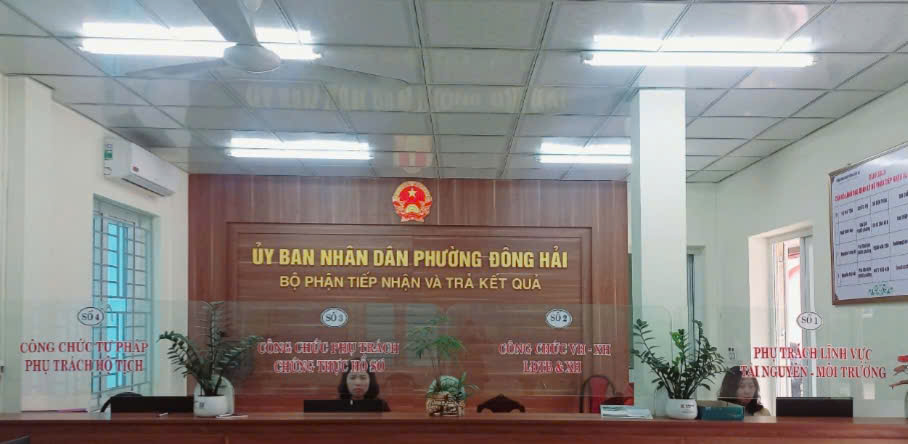 ỦY BAN NHÂN DÂN PHƯỜNG ĐÔNG HẢI
BỘ PHẬN TIẾP NHẬN VÀ TRẢ KẾT QUẢ
SỐ 4
CÔNG CHỨC TƯ PHÁP
PHỤ TRÁCH HỘ TỊCH
SỐ 3
CÔNG CHỨC PHỤ TRÁCH
CHỨNG THỰC HỒ SƠ
SỐ 2
CÔNG CHỨC VH - XH
LĐTB & XH
SỐ 1
PHỤ TRÁCH LĨNH VỰC
TÀI NGUYÊN - MÔI TRƯỜNG